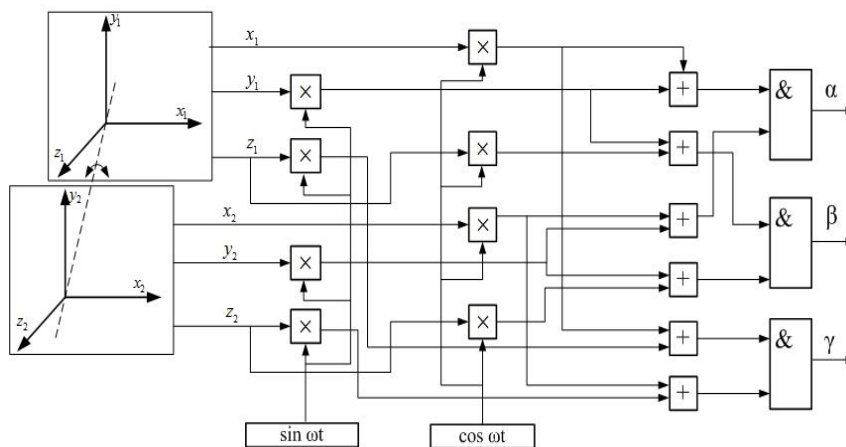 y₁
x₁
z₁
x₁
y₁
z₁
×
×
×
×
+
+
&
α
y₂
x₂
z₂
x₂
y₂
z₂
×
×
×
×
+
+
&
β
+
+
&
γ
sin ωt
cos ωt